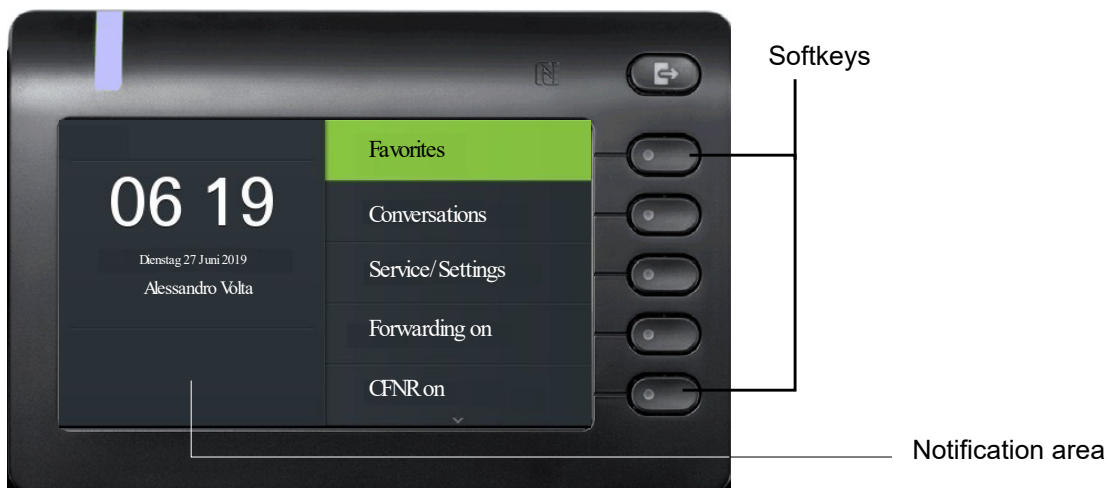 Softkeys
Favorites
06 19
Conversations
Dienstag 27 Juni 2019
Service/Settings
Alessandro Volta
Forwarding on
CFNR on
Notification area